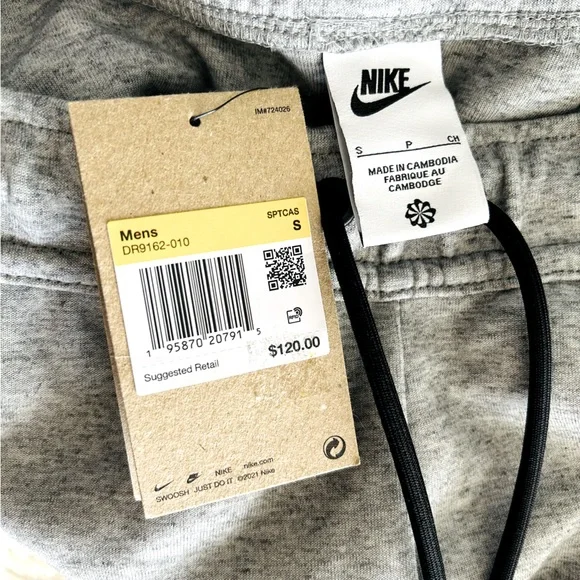 IM#724026
Mens
SPTCAS
DR9162-010
S
1 95870 20791 5
$120.00
Suggested Retail
NIKE nike.com
SWOOSH JUST DO IT ©2021 Nike
NIKE
S P CH
MADE IN CAMBODIA
FABRIQUE AU
CAMBODGE